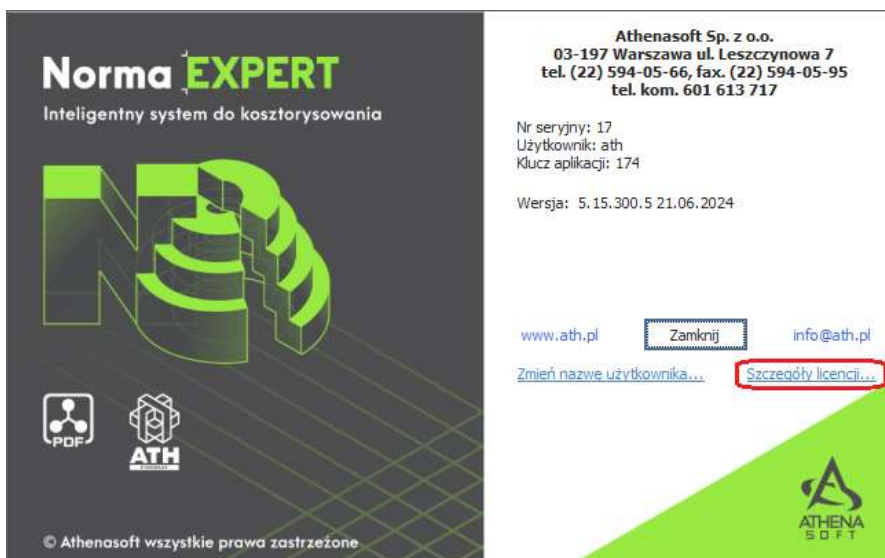 Norma EXPERT
Inteligentny system do kosztorysowania
PDF
ATH
© Athenasoft wszystkie prawa zastrzeżone
Athenasoft Sp. z o.o.
03-197 Warszawa ul. Leszczynowa 7
tel. (22) 594-05-66, fax. (22) 594-05-95
tel. kom. 601 613 717
Nr seryjny: 17
Użytkownik: ath
Klucz aplikacji: 174
Wersja: 5.15.300.5 21.06.2024
www.ath.pl Zamknij info@ath.pl
Zmień nazwę użytkownika... Szczegóły licencji...
ATHENA
SOFT